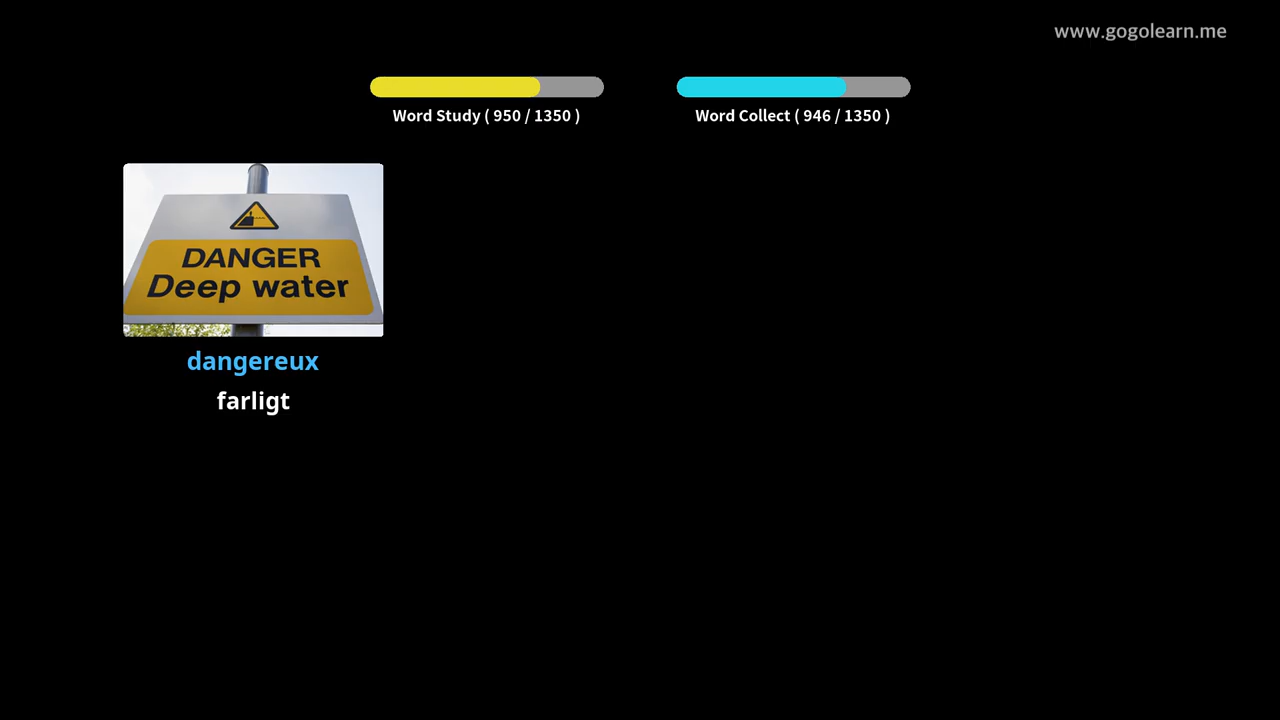 www.gogolearn.me
Word Study ( 950 / 1350 )
Word Collect ( 946 / 1350 )
DANGER
Deep water
dangereux
farligt